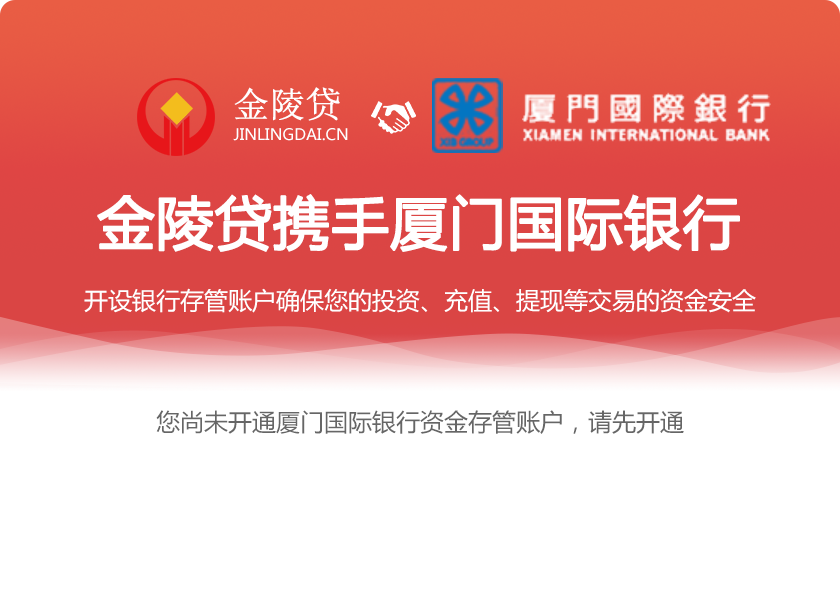 金陵贷
JINLINGDAI.CN
XIB GROUP
厦門國際銀行
XIAMEN INTERNATIONAL BANK
金陵贷携手厦门国际银行
开设银行存管账户确保您的投资、充值、提现等交易的资金安全
您尚未开通厦门国际银行资金存管账户，请先开通